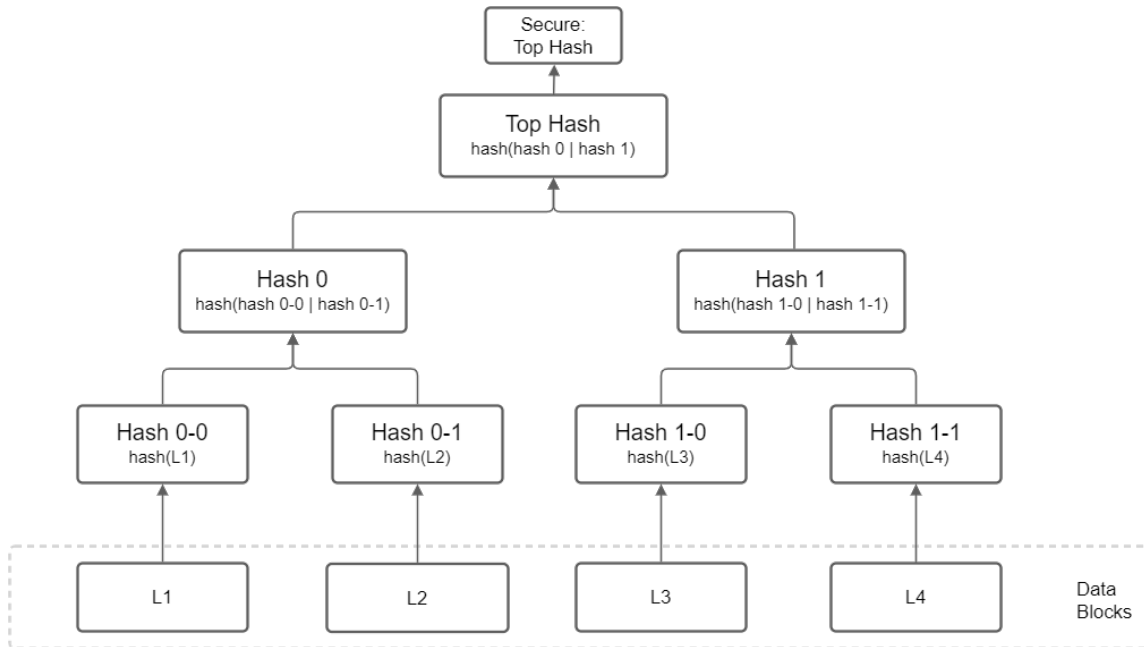 Secure:
Top Hash
Top Hash
hash(hash 0 | hash 1)
Hash 0
hash(hash 0-0 | hash 0-1)
Hash 1
hash(hash 1-0 | hash 1-1)
Hash 0-0
hash(L1)
Hash 0-1
hash(L2)
Hash 1-0
hash(L3)
Hash 1-1
hash(L4)
L1
L2
L3
L4
Data
Blocks